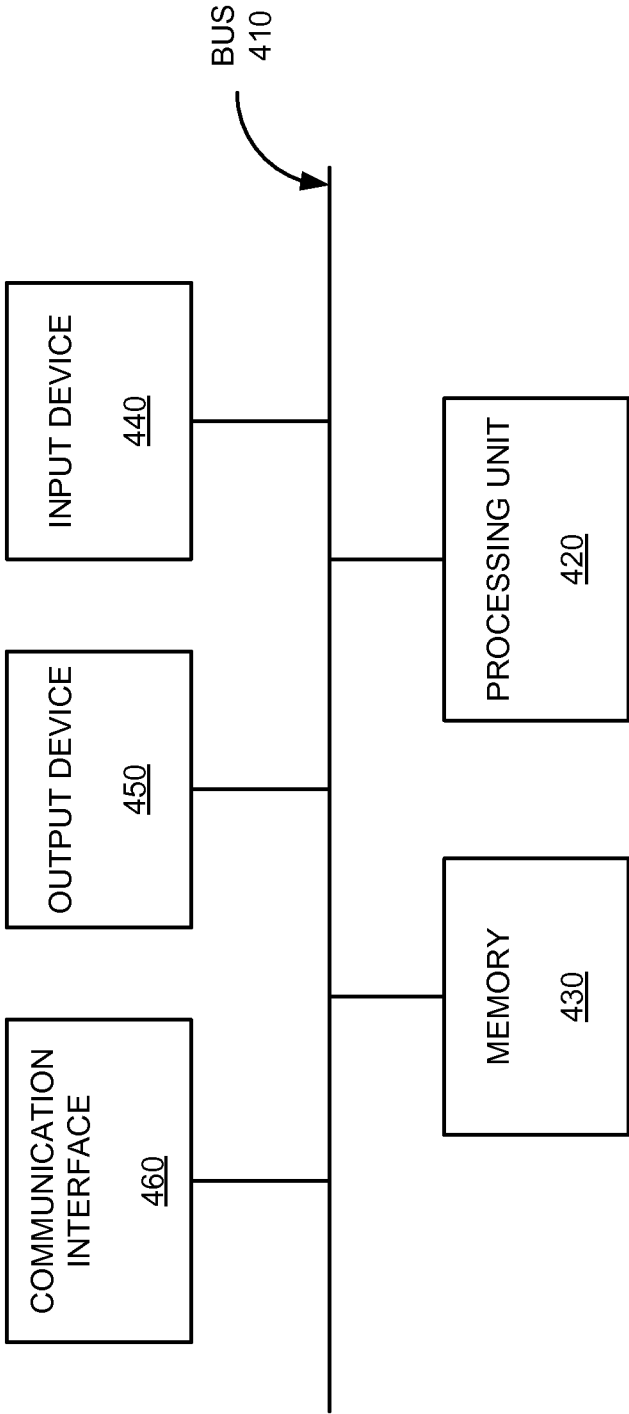 COMMUNICATION
INTERFACE
460
OUTPUT DEVICE
450
INPUT DEVICE
440
BUS
410
MEMORY
430
PROCESSING UNIT
420